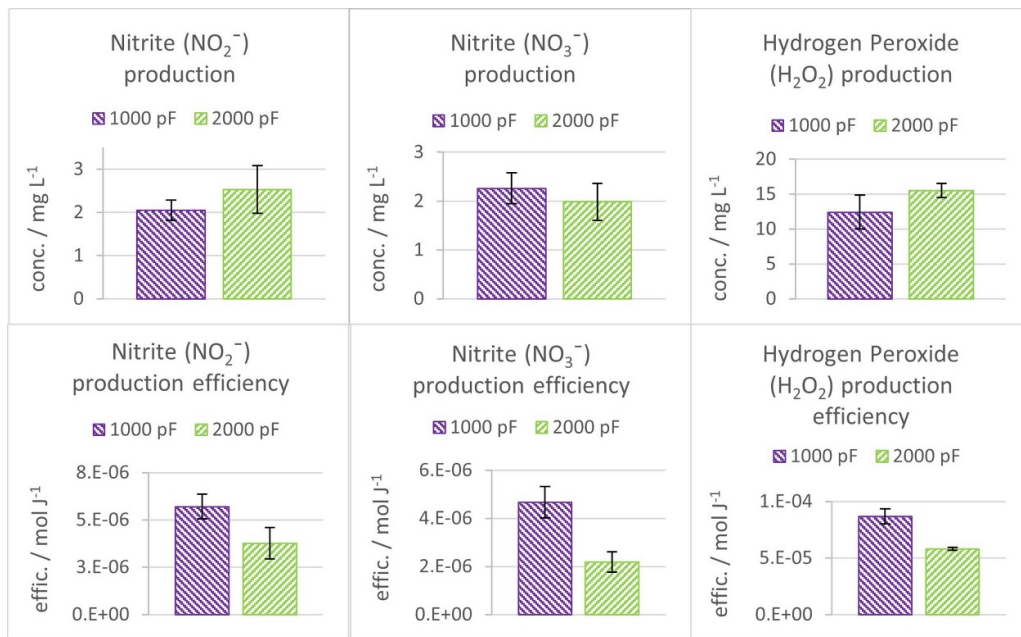 Nitrite (NO₂⁻)
production
1000 pF 2000 pF
conc. / mg L⁻¹
3
2
1
0
Nitrite (NO₃⁻)
production
1000 pF 2000 pF
conc. / mg L⁻¹
3
2
1
0
Hydrogen Peroxide
(H₂O₂) production
1000 pF 2000 pF
conc. / mg L⁻¹
20
15
10
5
0
Nitrite (NO₂⁻)
production efficiency
1000 pF 2000 pF
effic. / mol J⁻¹
8.E-06
5.E-06
3.E-06
0.E+00
Nitrite (NO₃⁻)
production efficiency
1000 pF 2000 pF
effic. / mol J⁻¹
6.E-06
4.E-06
2.E-06
0.E+00
Hydrogen Peroxide
(H₂O₂) production
efficiency
1000 pF 2000 pF
effic. / mol J⁻¹
1.E-04
5.E-05
0.E+00